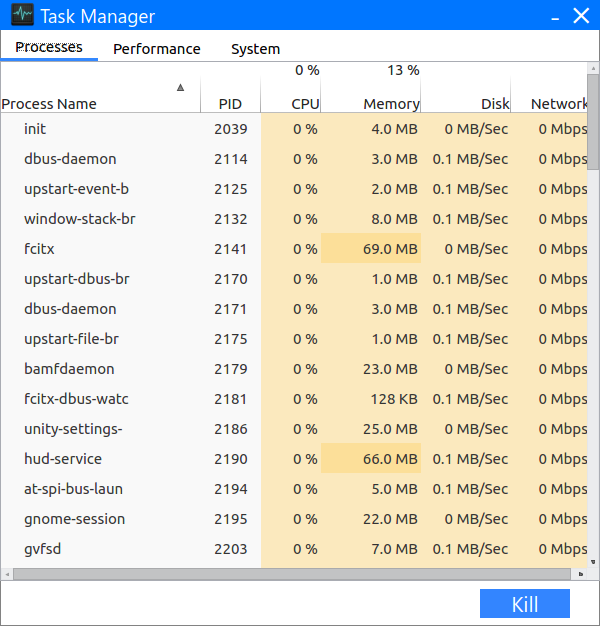 Task Manager
Processes Performance System
0 % 13 %
Process Name PID CPU Memory Disk Network
init 2039 0 % 4.0 MB 0 MB/Sec 0 Mbps
dbus-daemon 2114 0 % 3.0 MB 0.1 MB/Sec 0 Mbps
upstart-event-b 2125 0 % 2.0 MB 0.1 MB/Sec 0 Mbps
window-stack-br 2132 0 % 8.0 MB 0.1 MB/Sec 0 Mbps
fcitx 2141 0 % 69.0 MB 0 MB/Sec 0 Mbps
upstart-dbus-br 2170 0 % 1.0 MB 0.1 MB/Sec 0 Mbps
dbus-daemon 2171 0 % 3.0 MB 0.1 MB/Sec 0 Mbps
upstart-file-br 2175 0 % 1.0 MB 0.1 MB/Sec 0 Mbps
bamfdaemon 2179 0 % 23.0 MB 0 MB/Sec 0 Mbps
fcitx-dbus-watc 2181 0 % 128 KB 0.1 MB/Sec 0 Mbps
unity-settings- 2186 0 % 25.0 MB 0 MB/Sec 0 Mbps
hud-service 2190 0 % 66.0 MB 0.1 MB/Sec 0 Mbps
at-spi-bus-laun 2194 0 % 5.0 MB 0.1 MB/Sec 0 Mbps
gnome-session 2195 0 % 22.0 MB 0 MB/Sec 0 Mbps
gvfsd 2203 0 % 7.0 MB 0.1 MB/Sec 0 Mbps
Kill